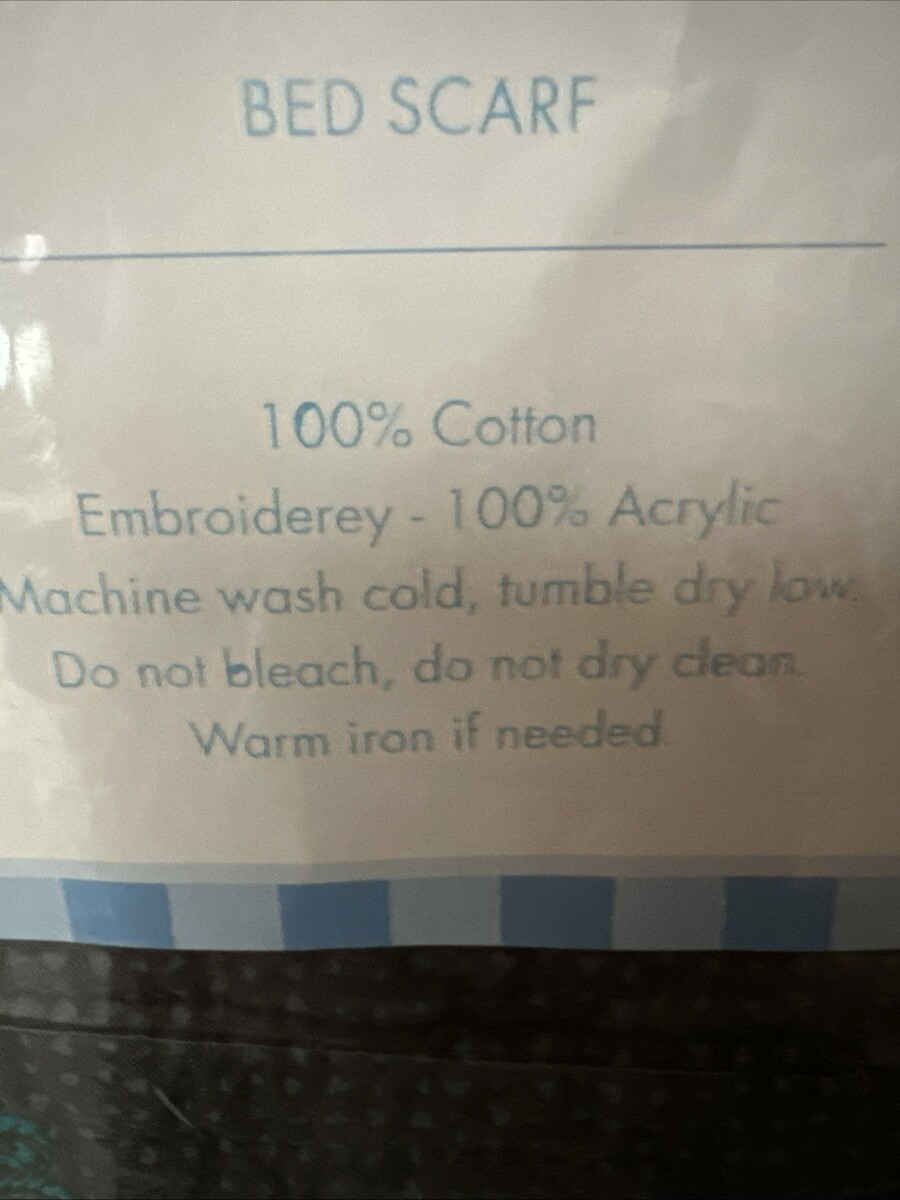 BED SCARF
100% Cotton
Embroiderey - 100% Acrylic
Machine wash cold, tumble dry low.
Do not bleach, do not dry clean.
Warm iron if needed.